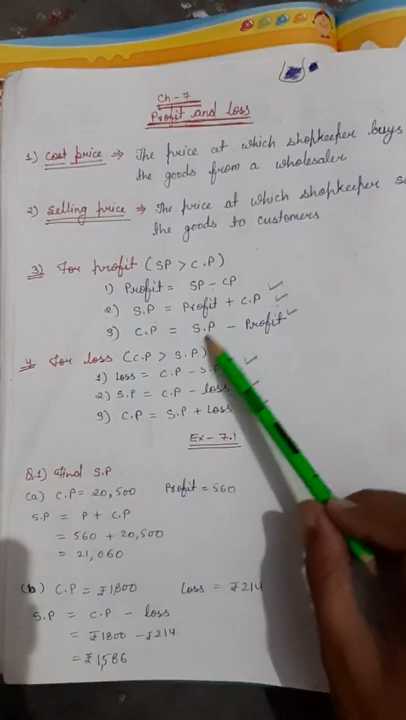 Ch-7
Profit and Loss
1) Cost price ⇒ The price at which shopkeeper buys
the goods from a wholesaler
2) Selling price ⇒ The price at which shopkeeper
the goods to customers
3) For profit (SP > C.P)
1) Profit = SP - CP
2) S.P = Profit + C.P
3) C.P = S.P - Profit
4. For loss (C.P > S.P)
1) Loss = C.P - S.P
2) S.P = C.P - loss
3) C.P = S.P + Loss
Ex-7.1
Q.1) Find S.P
(a) C.P = 20,500 Profit = 560
S.P = P + C.P
= 560 + 20,500
= 21,060
(b) C.P = ₹1800 Loss = ₹214
S.P = C.P - loss
= ₹1800 - ₹214
= ₹1,586